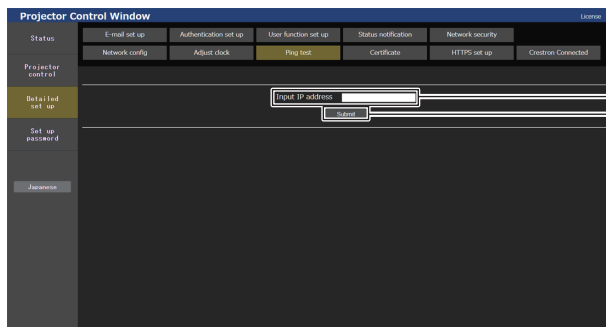 Projector Control Window
License
Status
E-mail set up
Authentication set up
User function set up
Status notification
Network security
Network config
Adjust clock
Ping test
Certificate
HTTPS set up
Crestron Connected
Projector
control
Detailed
set up
Input IP address
Submit
Set up
password
Japanese